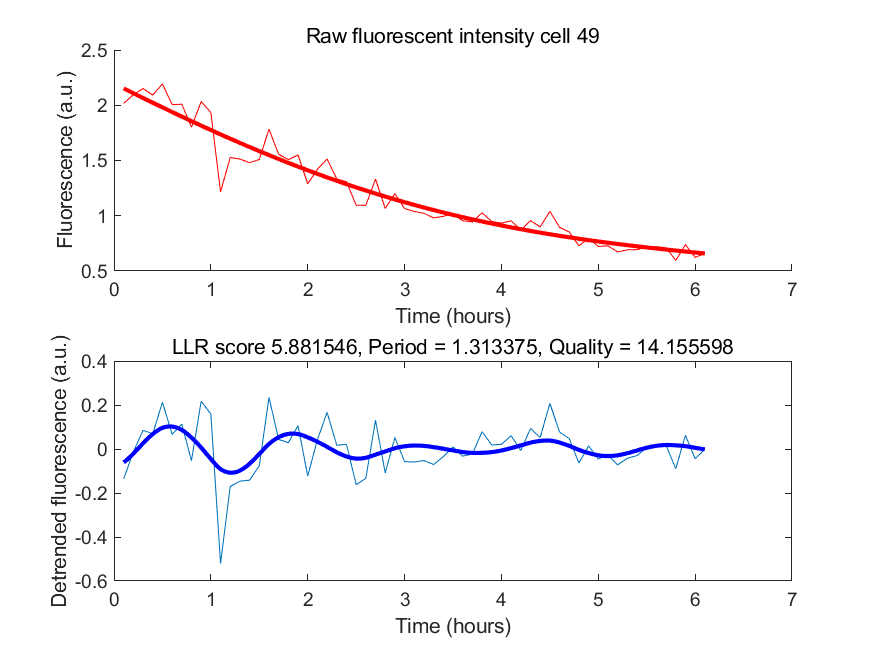 Raw fluorescent intensity cell 49
Fluorescence (a.u.)
2.5
2
1.5
1
0.5
0 1 2 3 4 5 6 7
Time (hours)
LLR score 5.881546, Period = 1.313375, Quality = 14.155598
Detrended fluorescence (a.u.)
0.4
0.2
0
-0.2
-0.4
-0.6
0 1 2 3 4 5 6 7
Time (hours)